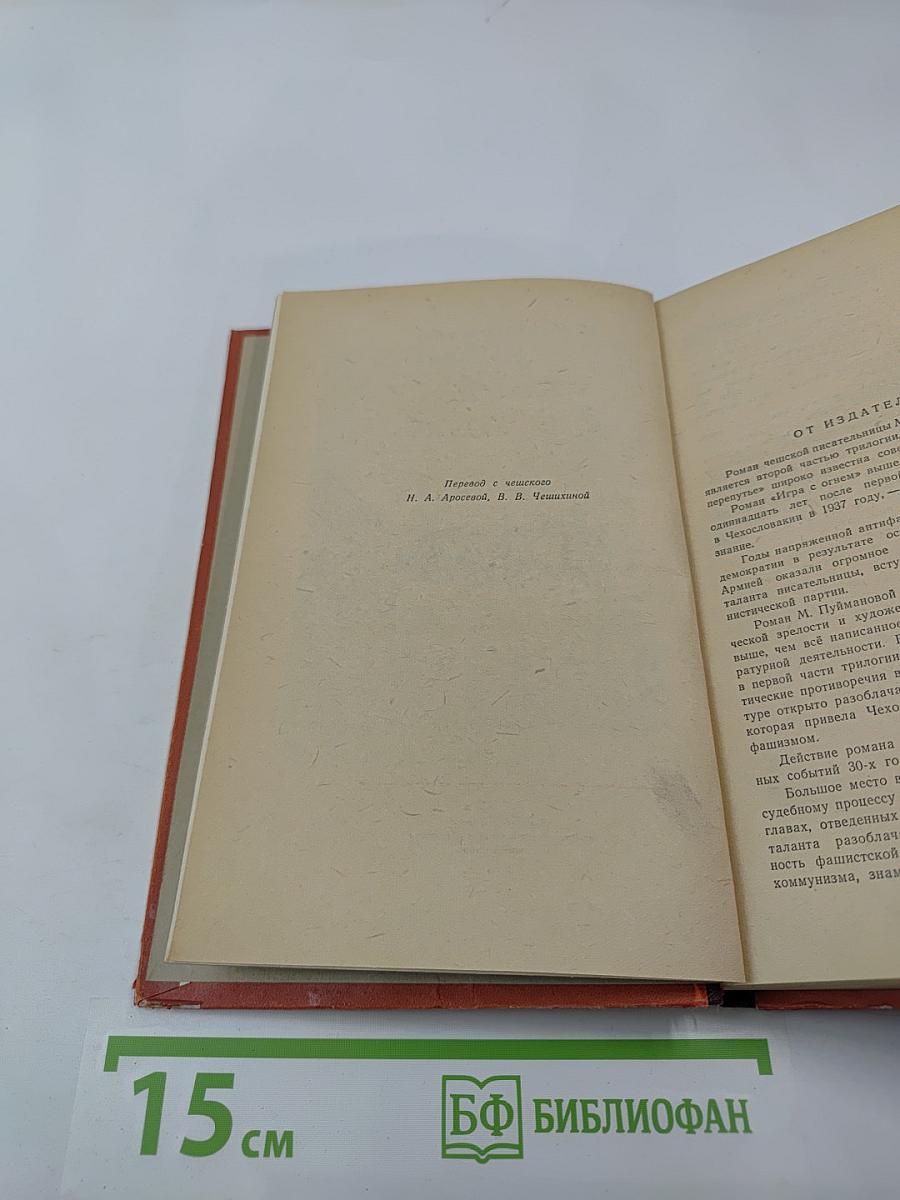 Перевод с чешского
Н. А. Аросевой, В. В. Чешихиной
ОТ ИЗДАТЕЛ
Роман чешской писательницы М
является второй частью трилогии,
перепутье» широко известна сове
Роман «Игра с огнем» выше
одиннадцать лет после первой
в Чехословакии в 1937 году, —
знание.
Годы напряженной антифа
демократии в результате ос
Армией оказали огромное
таланта писательницы, всту
нистической партии.
Роман М. Пуймановой
ческой зрелости и художе
выше, чем всё написанное
ратурной деятельности.
в первой части трилогии
тические противоречия в
туре открыто разоблача
которая привела Чехо
фашизмом.
Действие романа
ных событий 30-х го
Большое место в
судебному процессу
главах, отведенных
таланта разоблача
ность фашистской
коммунизма, знам
15 см
БФ БИБЛИОФАН